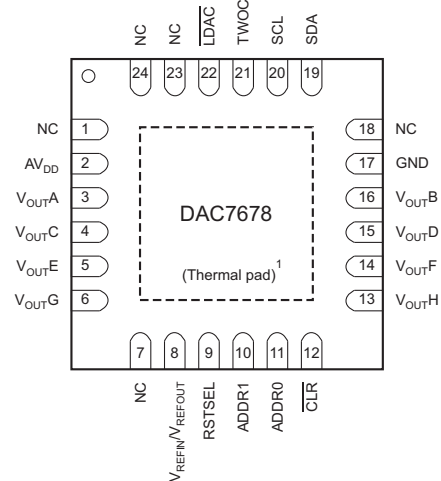 NC
NC
LDAC
TWOC
SCL
SDA
24
23
22
21
20
19
NC 1
18 NC
AVDD 2
17 GND
VOUTA 3
16 VOUTB
VOUTC 4
15 VOUTD
VOUTE 5
14 VOUTF
VOUTG 6
13 VOUTH
DAC7678
(Thermal pad)1
7
8
9
10
11
12
NC
VREFIN/VREFOUT
RSTSEL
ADDR1
ADDR0
CLR